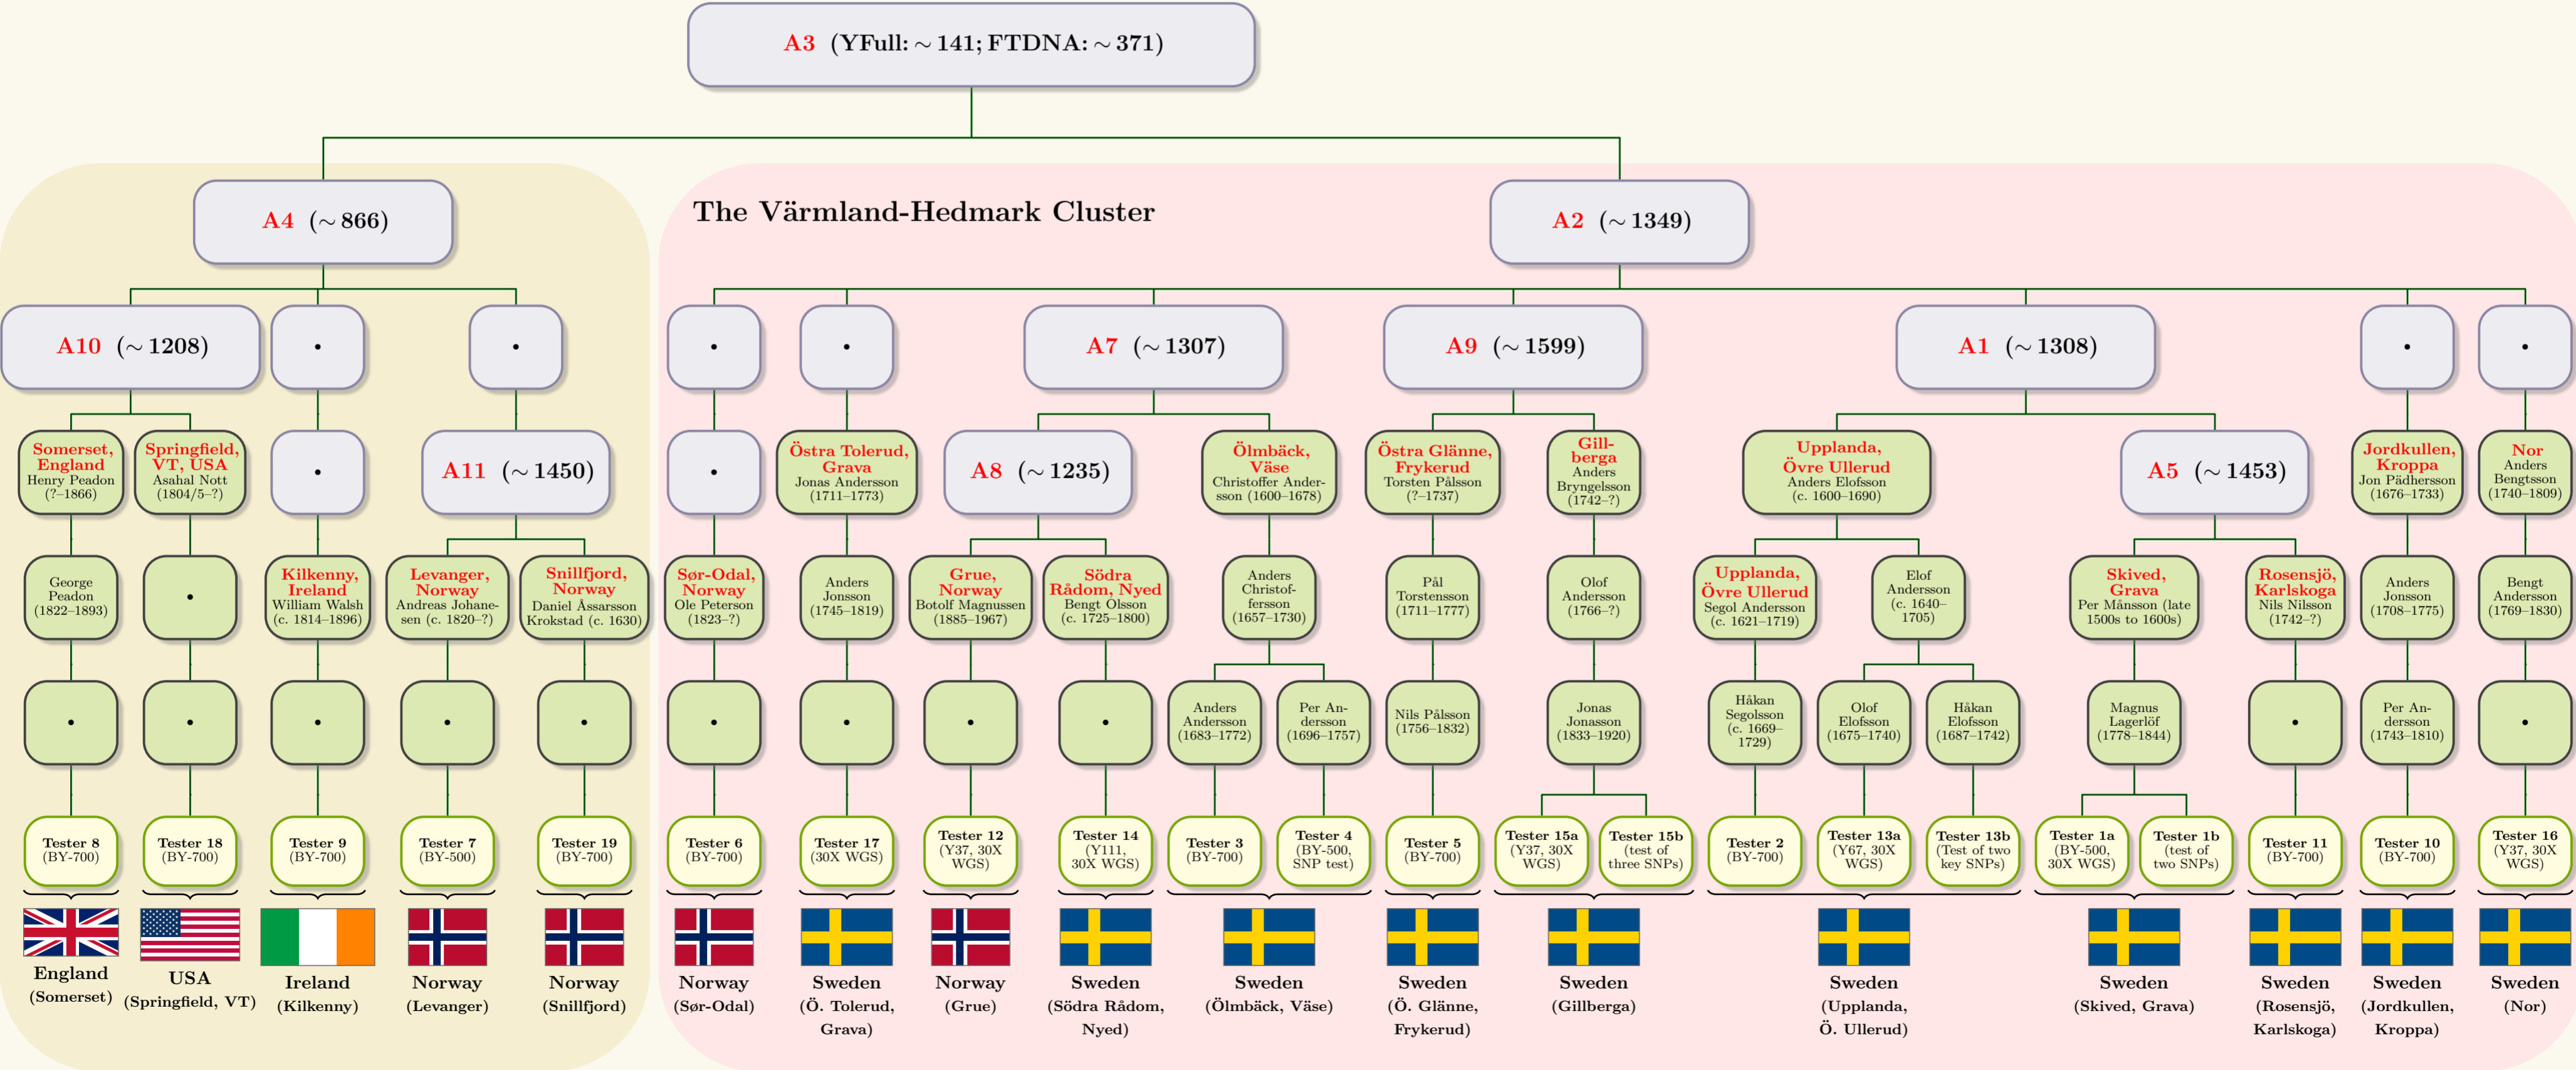 A3 (YFull: ∼ 141; FTDNA: ∼ 371)
The Värmland-Hedmark Cluster
A4 (∼ 866)
A2 (∼ 1349)
A10 (∼ 1208)
•
•
•
•
A7 (∼ 1307)
A9 (∼ 1599)
A1 (∼ 1308)
•
•
Somerset,
England
Henry Peadon
(?–1866)
Springfield,
VT, USA
Asahal Nott
(1804/5–?)
•
A11 (∼ 1450)
•
Östra Tolerud,
Grava
Jonas Andersson
(1711–1773)
A8 (∼ 1235)
Ölmbäck,
Väse
Christoffer Ander-
sson (1600–1678)
Östra Glänne,
Frykerud
Torsten Pålsson
(?–1737)
Gill-
berga
Anders
Bryngelsson
(1742–?)
Upplanda,
Övre Ullerud
Anders Elofsson
(c. 1600–1690)
A5 (∼ 1453)
Jordkullen,
Kroppa
Jon Pädhersson
(1676–1733)
Nor
Anders
Bengtsson
(1740–1809)
George
Peadon
(1822–1893)
•
Kilkenny,
Ireland
William Walsh
(c. 1814–1896)
Levanger,
Norway
Andreas Johane-
sen (c. 1820–?)
Snillfjord,
Norway
Daniel Åssarsson
Krokstad (c. 1630)
Sør-Odal,
Norway
Ole Peterson
(1823–?)
Anders
Jonsson
(1745–1819)
Grue,
Norway
Botolf Magnussen
(1885–1967)
Södra
Rådom, Nyed
Bengt Olsson
(c. 1725–1800)
Anders
Christof-
fersson
(1657–1730)
Pål
Torstensson
(1711–1777)
Olof
Andersson
(1766–?)
Upplanda,
Övre Ullerud
Segol Andersson
(c. 1621–1719)
Elof
Andersson
(c. 1640–
1705)
Skived,
Grava
Per Månsson (late
1500s to 1600s)
Rosensjö,
Karlskoga
Nils Nilsson
(1742–?)
Anders
Jonsson
(1708–1775)
Bengt
Andersson
(1769–1830)
•
•
•
•
•
•
•
•
•
Anders
Andersson
(1683–1772)
Per An-
dersson
(1696–1757)
Nils Pålsson
(1756–1832)
Jonas
Jonasson
(1833–1920)
Håkan
Segolsson
(c. 1669–
1729)
Olof
Elofsson
(1675–1740)
Håkan
Elofsson
(1687–1742)
Magnus
Lagerlöf
(1778–1844)
•
Per An-
dersson
(1743–1810)
•
Tester 8
(BY-700)
Tester 18
(BY-700)
Tester 9
(BY-700)
Tester 7
(BY-500)
Tester 19
(BY-700)
Tester 6
(BY-700)
Tester 17
(30X WGS)
Tester 12
(Y37, 30X
WGS)
Tester 14
(Y111,
30X WGS)
Tester 3
(BY-700)
Tester 4
(BY-500,
SNP test)
Tester 5
(BY-700)
Tester 15a
(Y37, 30X
WGS)
Tester 15b
(test of
three SNPs)
Tester 2
(BY-700)
Tester 13a
(Y67, 30X
WGS)
Tester 13b
(Test of two
key SNPs)
Tester 1a
(BY-500,
30X WGS)
Tester 1b
(test of
two SNPs)
Tester 11
(BY-700)
Tester 10
(BY-700)
Tester 16
(Y37, 30X
WGS)
England
(Somerset)
USA
(Springfield, VT)
Ireland
(Kilkenny)
Norway
(Levanger)
Norway
(Snillfjord)
Norway
(Sør-Odal)
Sweden
(Ö. Tolerud,
Grava)
Norway
(Grue)
Sweden
(Södra Rådom,
Nyed)
Sweden
(Ölmbäck, Väse)
Sweden
(Ö. Glänne,
Frykerud)
Sweden
(Gillberga)
Sweden
(Upplanda,
Ö. Ullerud)
Sweden
(Skived, Grava)
Sweden
(Rosensjö,
Karlskoga)
Sweden
(Jordkullen,
Kroppa)
Sweden
(Nor)